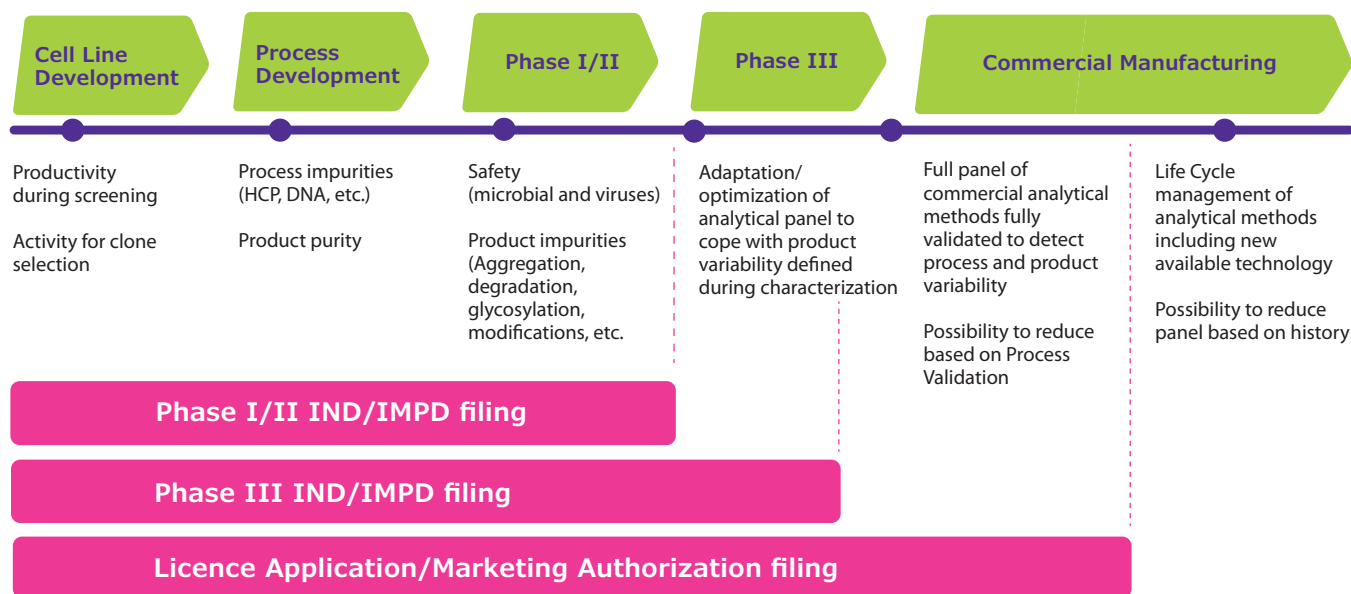 Cell Line
Development
Process
Development
Phase I/II
Phase III
Commercial Manufacturing
Productivity
during screening
Activity for clone
selection
Process impurities
(HCP, DNA, etc.)
Product purity
Safety
(microbial and viruses)
Product impurities
(Aggregation,
degradation,
glycosylation,
modifications, etc.
Adaptation/
optimization of
analytical panel to
cope with product
variability defined
during characterization
Full panel of
commercial analytical
methods fully
validated to detect
process and product
variability
Possibility to reduce
based on Process
Validation
Life Cycle
management of
analytical methods
including new
available technology
Possibility to reduce
panel based on history
Phase I/II IND/IMPD filing
Phase III IND/IMPD filing
Licence Application/Marketing Authorization filing